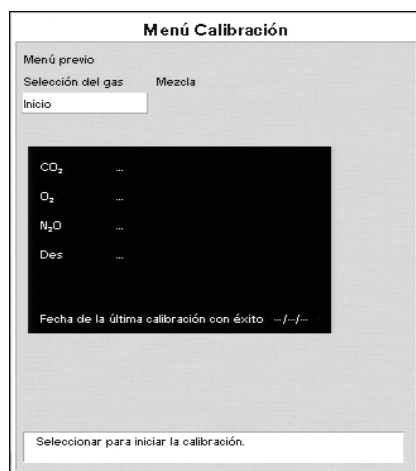 Menú Calibración
Menú previo
Selección del gas Mezcla
Inicio
CO₂ ...
O₂ ...
N₂O ...
Des ...
Fecha de la última calibración con éxito --/--/--
Seleccionar para iniciar la calibración.